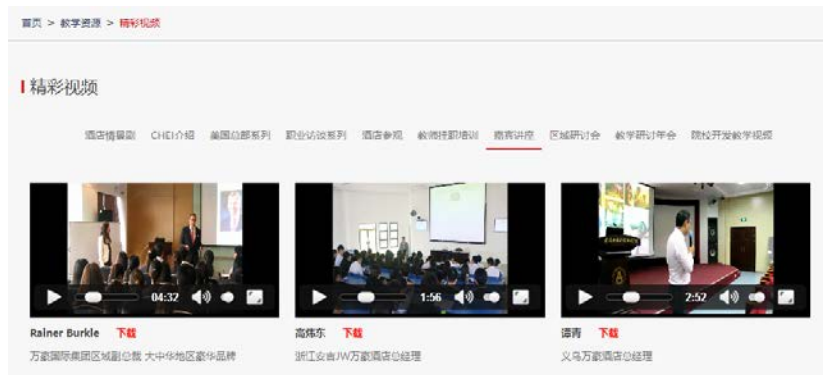 首页 > 教学资源 > 精彩视频
精彩视频
酒店情景剧 CHEI介绍 美国总部系列 职业访谈系列 酒店参观 教师挂职培训 嘉宾讲座 区域研讨会 教学研讨年会 院校开发教学视频
04:32 1:56 2:52
Rainer Burkle 下载 高炜东 下载 谭青 下载
万豪国际集团区域副总裁 大中华地区豪华品牌 浙江安吉JW万豪酒店总经理 义乌万豪酒店总经理